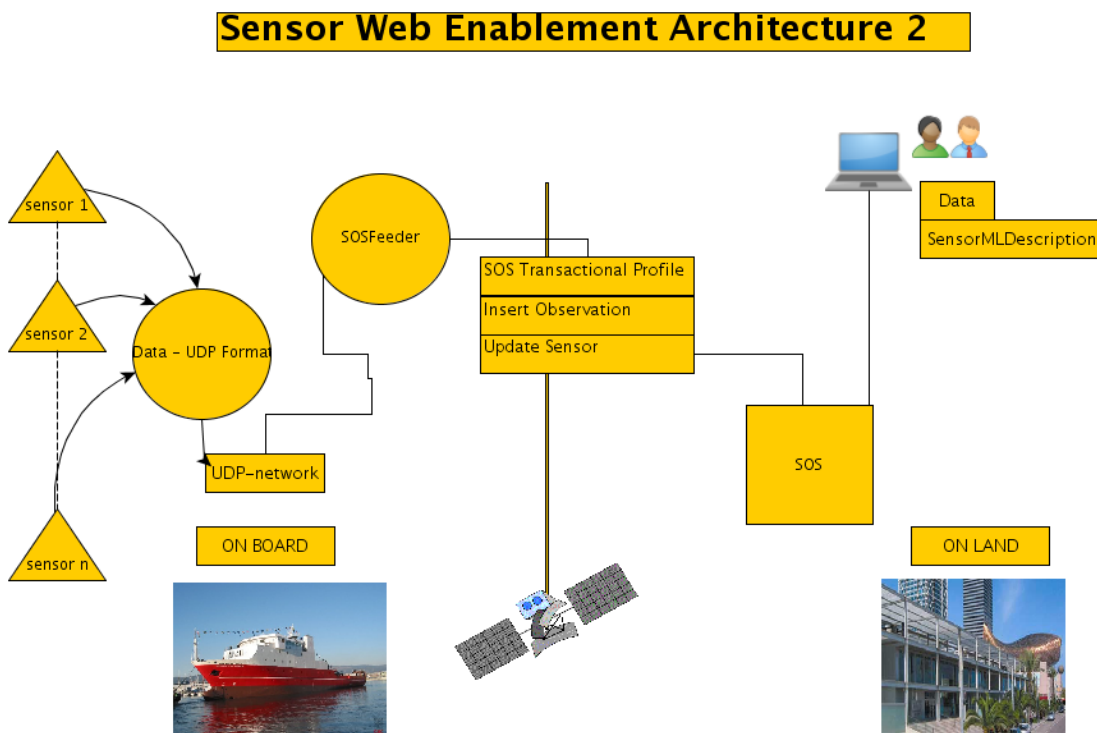 Sensor Web Enablement Architecture 2
sensor 1
sensor 2
sensor n
Data - UDP Format
UDP-network
SOSFeeder
SOS Transactional Profile
Insert Observation
Update Sensor
SOS
Data
SensorMLDescription
ON BOARD
ON LAND